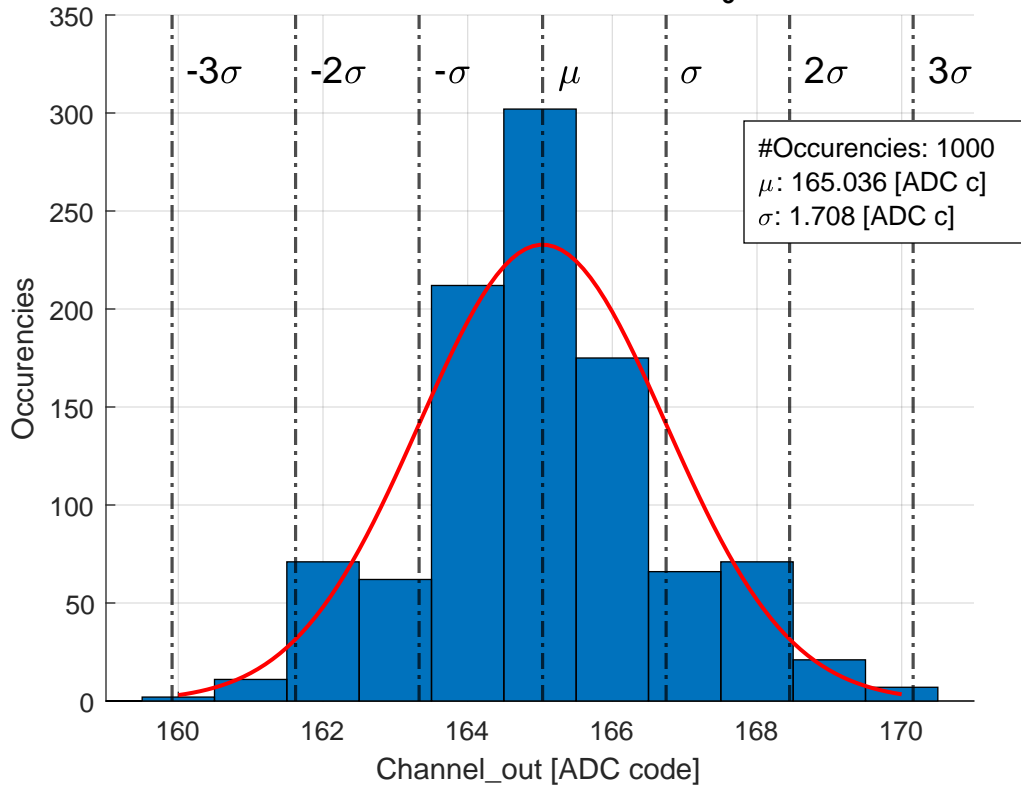 350
300
250
200
150
100
50
0
Occurencies
-3σ -2σ -σ μ σ 2σ 3σ
#Occurencies: 1000
μ: 165.036 [ADC c]
σ: 1.708 [ADC c]
160 162 164 166 168 170
Channel_out [ADC code]